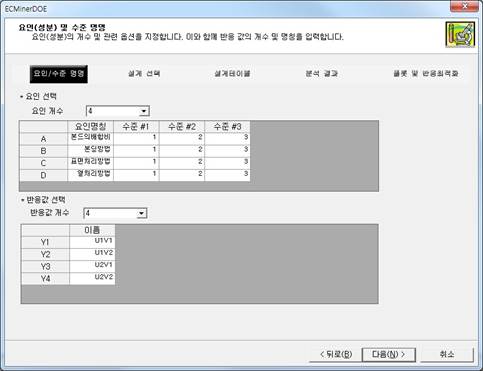 ECMinerDOE
요인(성분) 및 수준 명명
요인(성분)의 개수 및 관련 옵션을 지정합니다. 이와 함께 반응 값의 개수 및 명칭을 입력합니다.
요인/수준 명명 설계 선택 설계테이블 분석 결과 플롯 및 반응최적화
* 요인 선택
요인 개수 4
요인명칭 수준 #1 수준 #2 수준 #3
A 본드의배합비 1 2 3
B 본딩방법 1 2 3
C 표면처리방법 1 2 3
D 열처리방법 1 2 3
* 반응값 선택
반응값 개수 4
이름
Y1 U1V1
Y2 U1V2
Y3 U2V1
Y4 U2V2
< 뒤로(B) 다음(N) > 취소